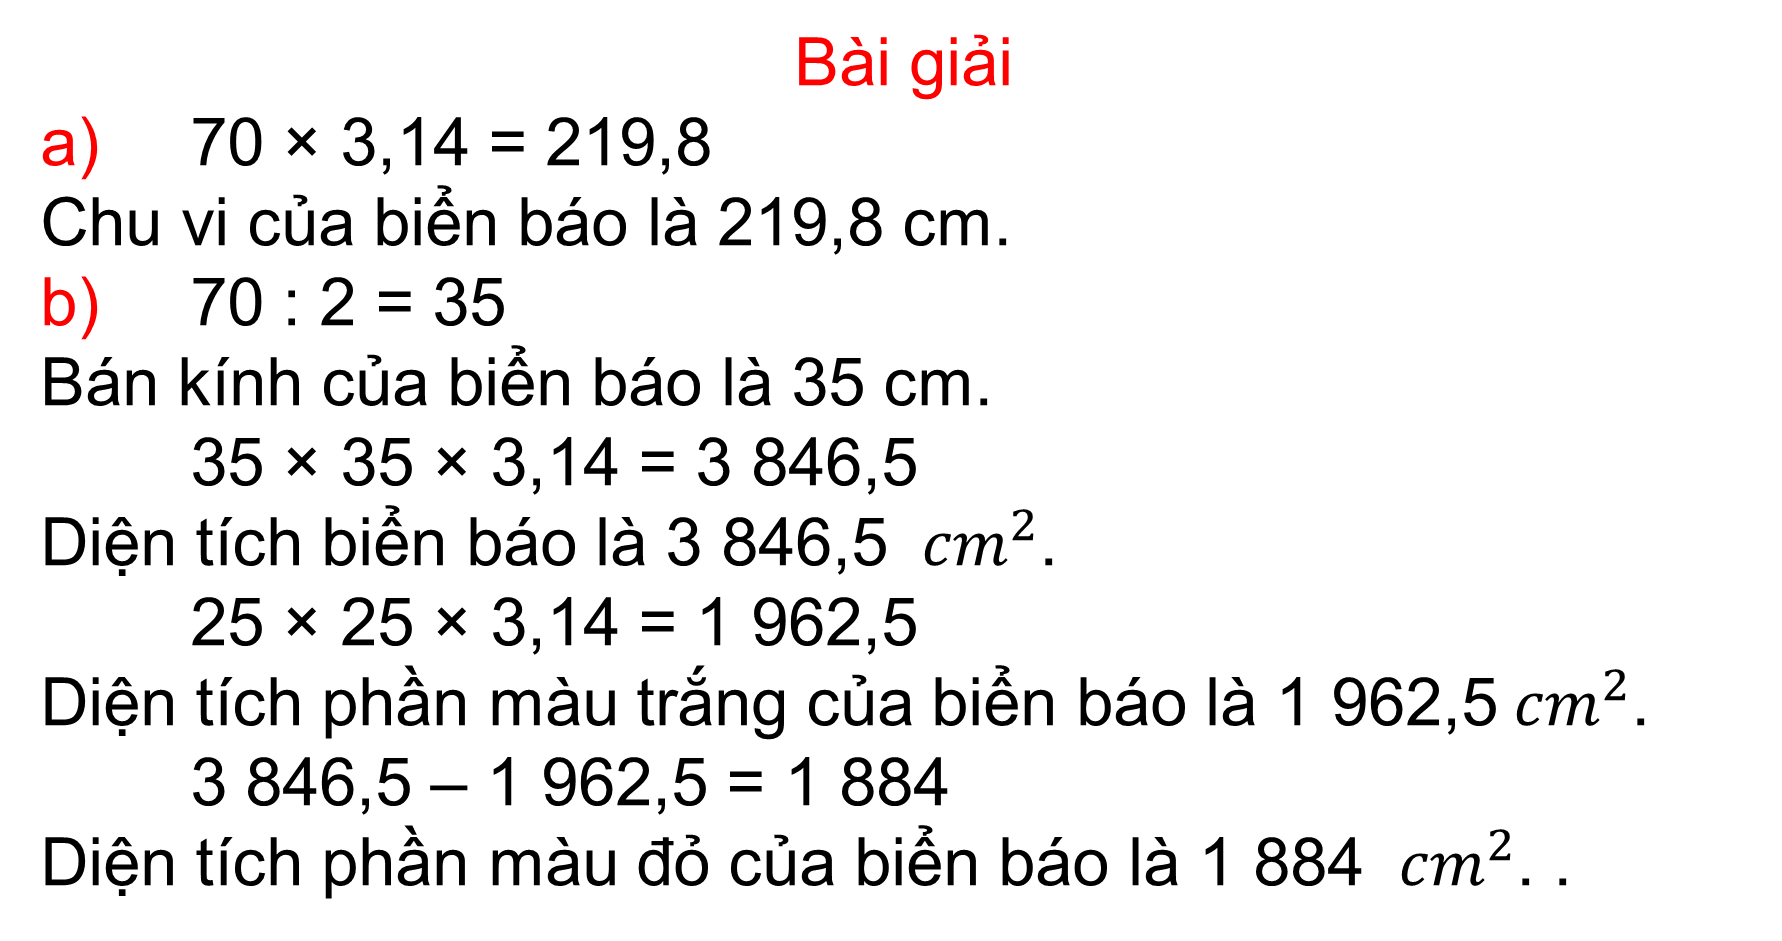 Bài giải
a) 70 × 3,14 = 219,8
Chu vi của biển báo là 219,8 cm.
b) 70 : 2 = 35
Bán kính của biển báo là 35 cm.
35 × 35 × 3,14 = 3 846,5
Diện tích biển báo là 3 846,5 cm².
25 × 25 × 3,14 = 1 962,5
Diện tích phần màu trắng của biển báo là 1 962,5 cm².
3 846,5 – 1 962,5 = 1 884
Diện tích phần màu đỏ của biển báo là 1 884 cm². .